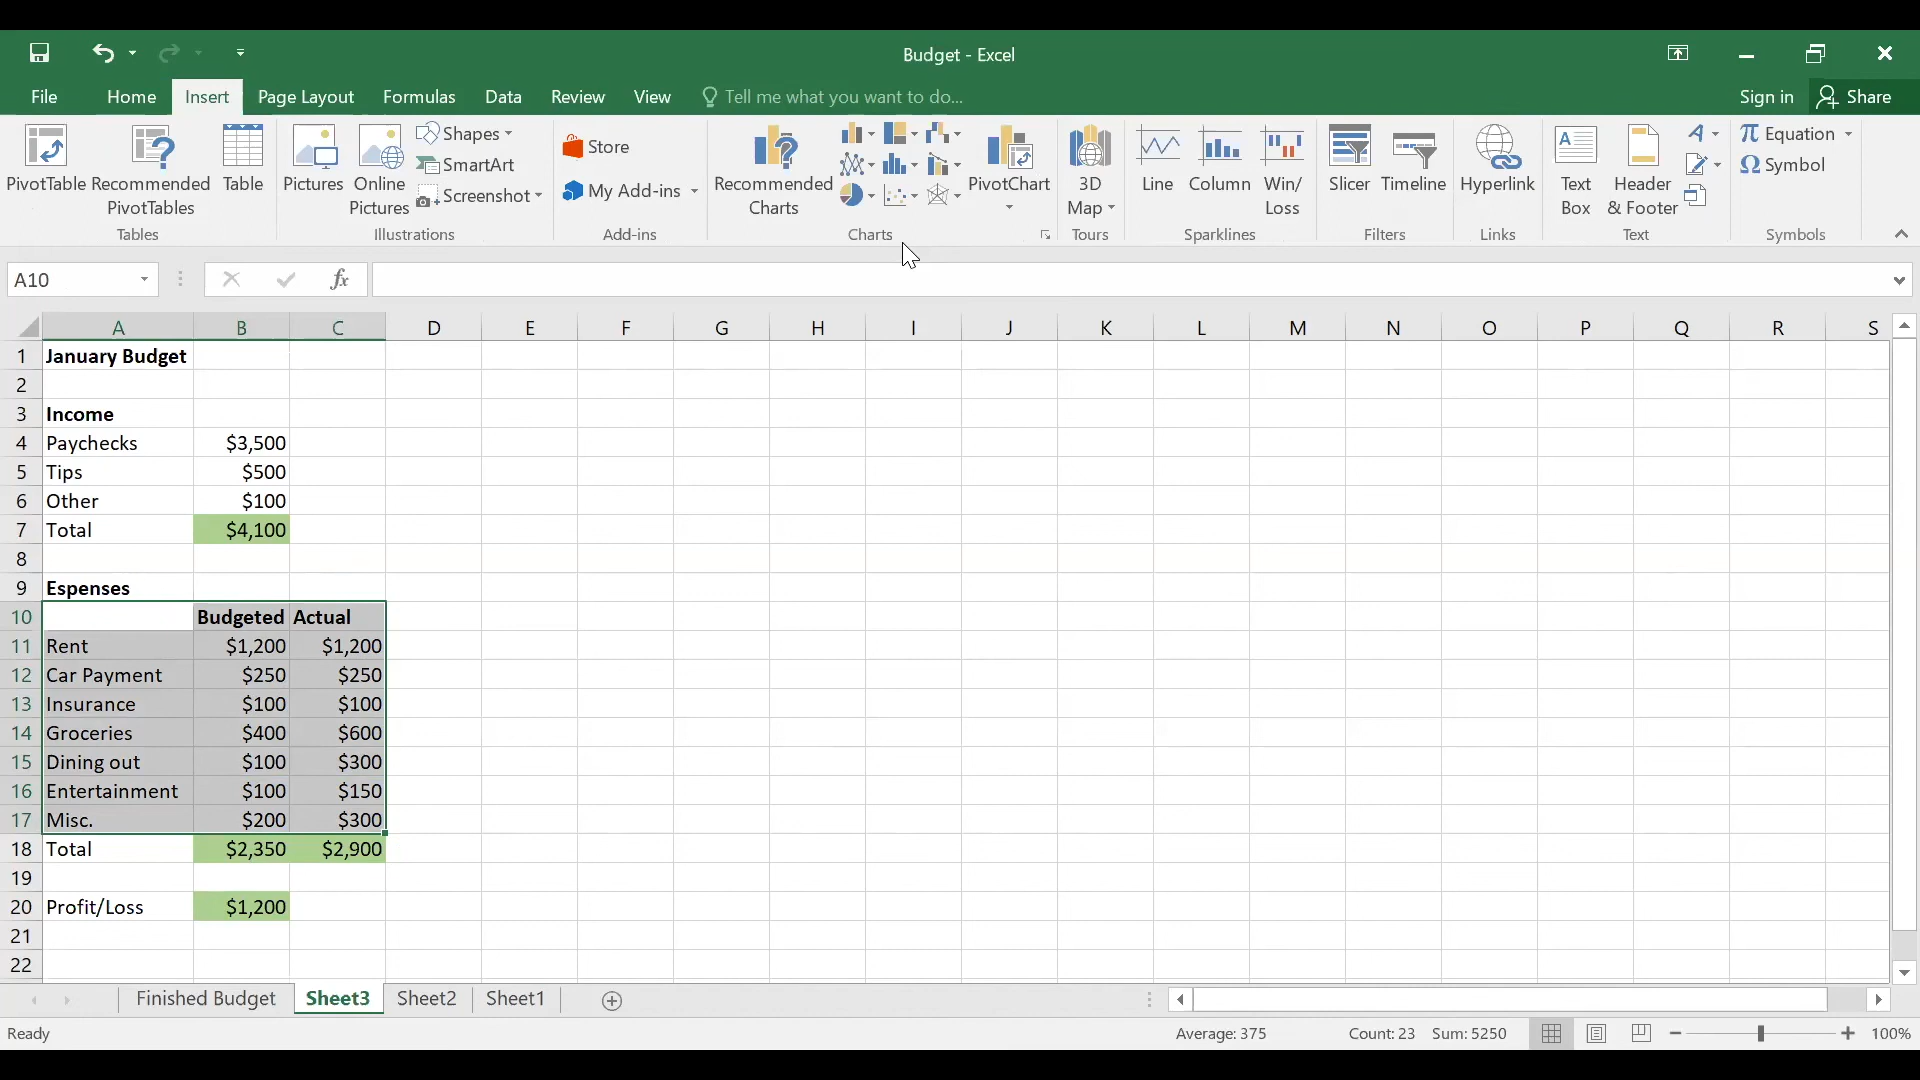 Budget - Excel
File Home Insert Page Layout Formulas Data Review View Tell me what you want to do... Sign in Share
PivotTable Recommended PivotTables Table
Tables
Pictures Online Pictures Shapes SmartArt Screenshot
Illustrations
Store
My Add-ins
Add-ins
Recommended Charts PivotChart
Charts
3D Map
Tours
Line Column Win/ Loss
Sparklines
Slicer Timeline
Filters
Hyperlink
Links
Text Box Header & Footer
Text
Equation
Symbol
Symbols
A10 fx
A B C D E F G H I J K L M N O P Q R S
1 January Budget
2
3 Income
4 Paychecks $3,500
5 Tips $500
6 Other $100
7 Total $4,100
8
9 Espenses
10 Budgeted Actual
11 Rent $1,200 $1,200
12 Car Payment $250 $250
13 Insurance $100 $100
14 Groceries $400 $600
15 Dining out $100 $300
16 Entertainment $100 $150
17 Misc. $200 $300
18 Total $2,350 $2,900
19
20 Profit/Loss $1,200
21
22
Finished Budget Sheet3 Sheet2 Sheet1
Ready Average: 375 Count: 23 Sum: 5250 100%